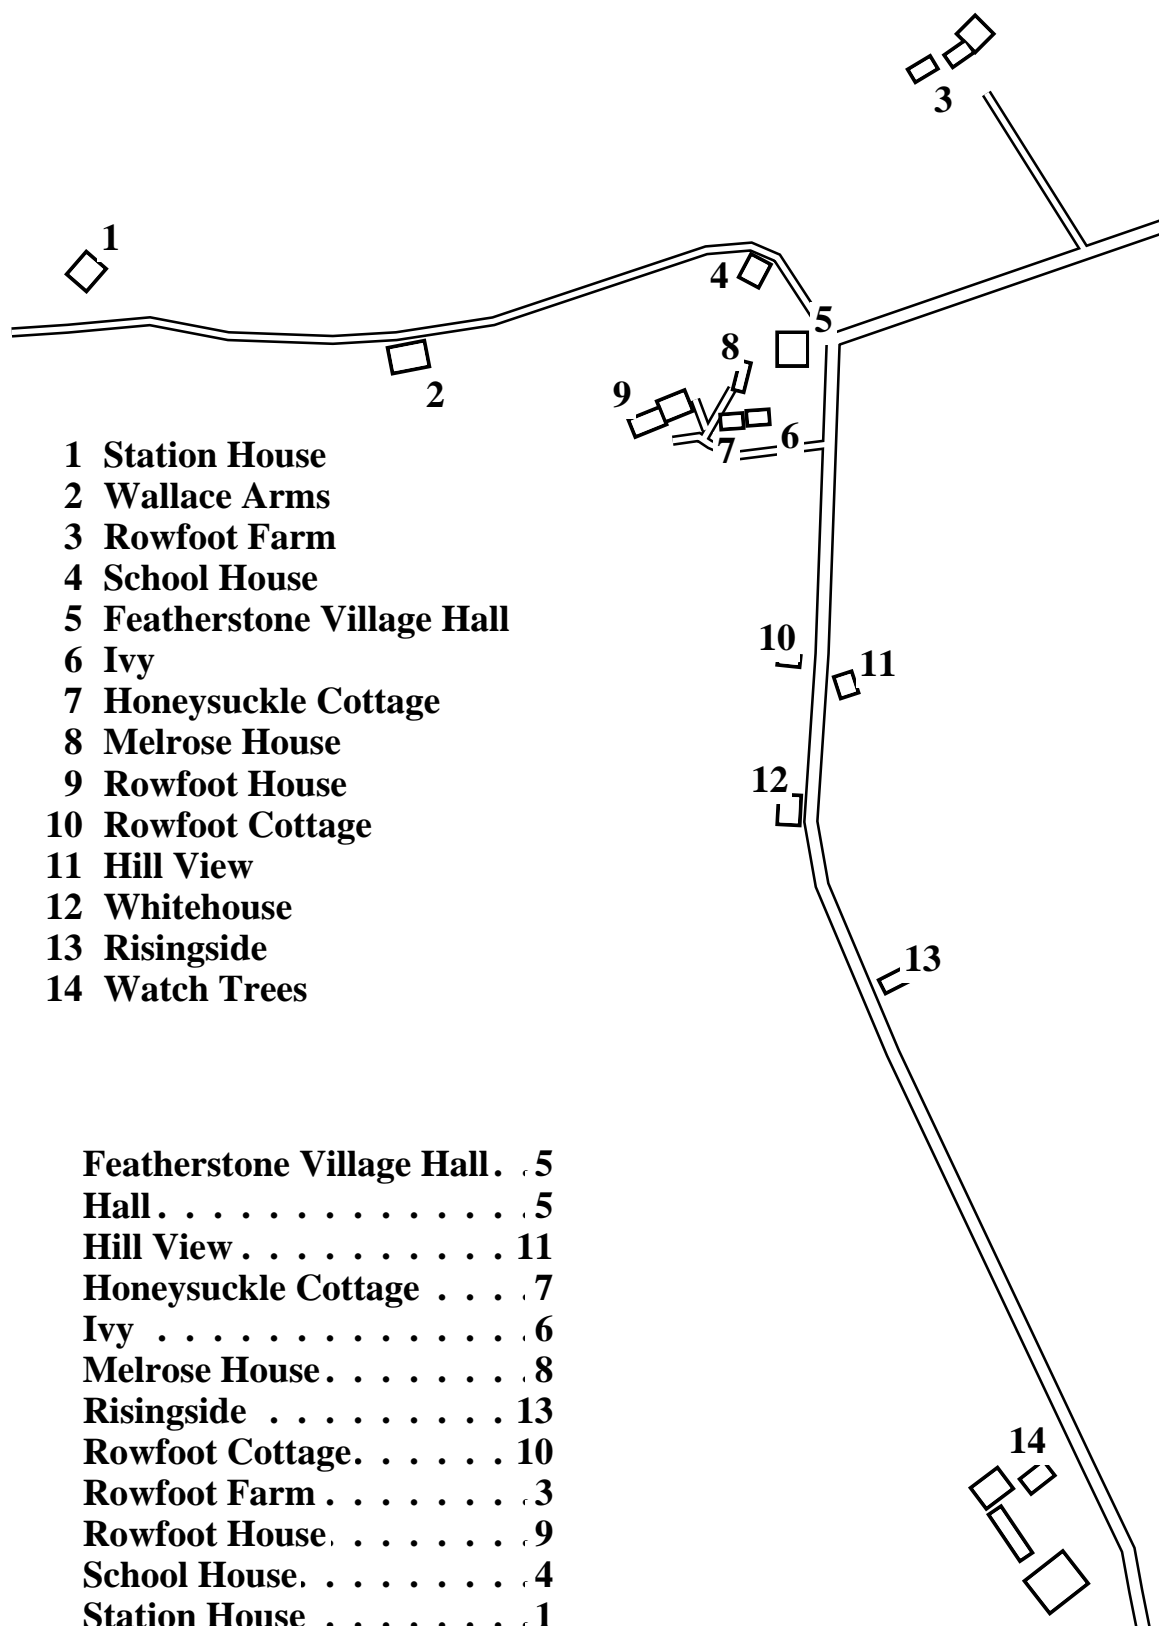 3
1
4
5
8
2
9
7
6
1 Station House
2 Wallace Arms
3 Rowfoot Farm
4 School House
5 Featherstone Village Hall
6 Ivy
7 Honeysuckle Cottage
8 Melrose House
9 Rowfoot House
10 Rowfoot Cottage
11 Hill View
12 Whitehouse
13 Risingside
14 Watch Trees
10
11
12
13
14
Featherstone Village Hall. . 5
Hall . . . . . . . . . . . . . . 5
Hill View . . . . . . . . . . 11
Honeysuckle Cottage . . . . 7
Ivy . . . . . . . . . . . . . . 6
Melrose House . . . . . . . . 8
Risingside . . . . . . . . . 13
Rowfoot Cottage. . . . . . 10
Rowfoot Farm . . . . . . . . 3
Rowfoot House . . . . . . . . 9
School House. . . . . . . . . 4
Station House . . . . . . . . 1